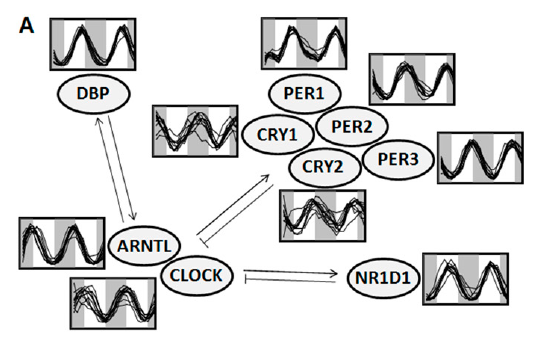 A
DBP
PER1
CRY1
PER2
CRY2
PER3
ARNTL
CLOCK
NR1D1